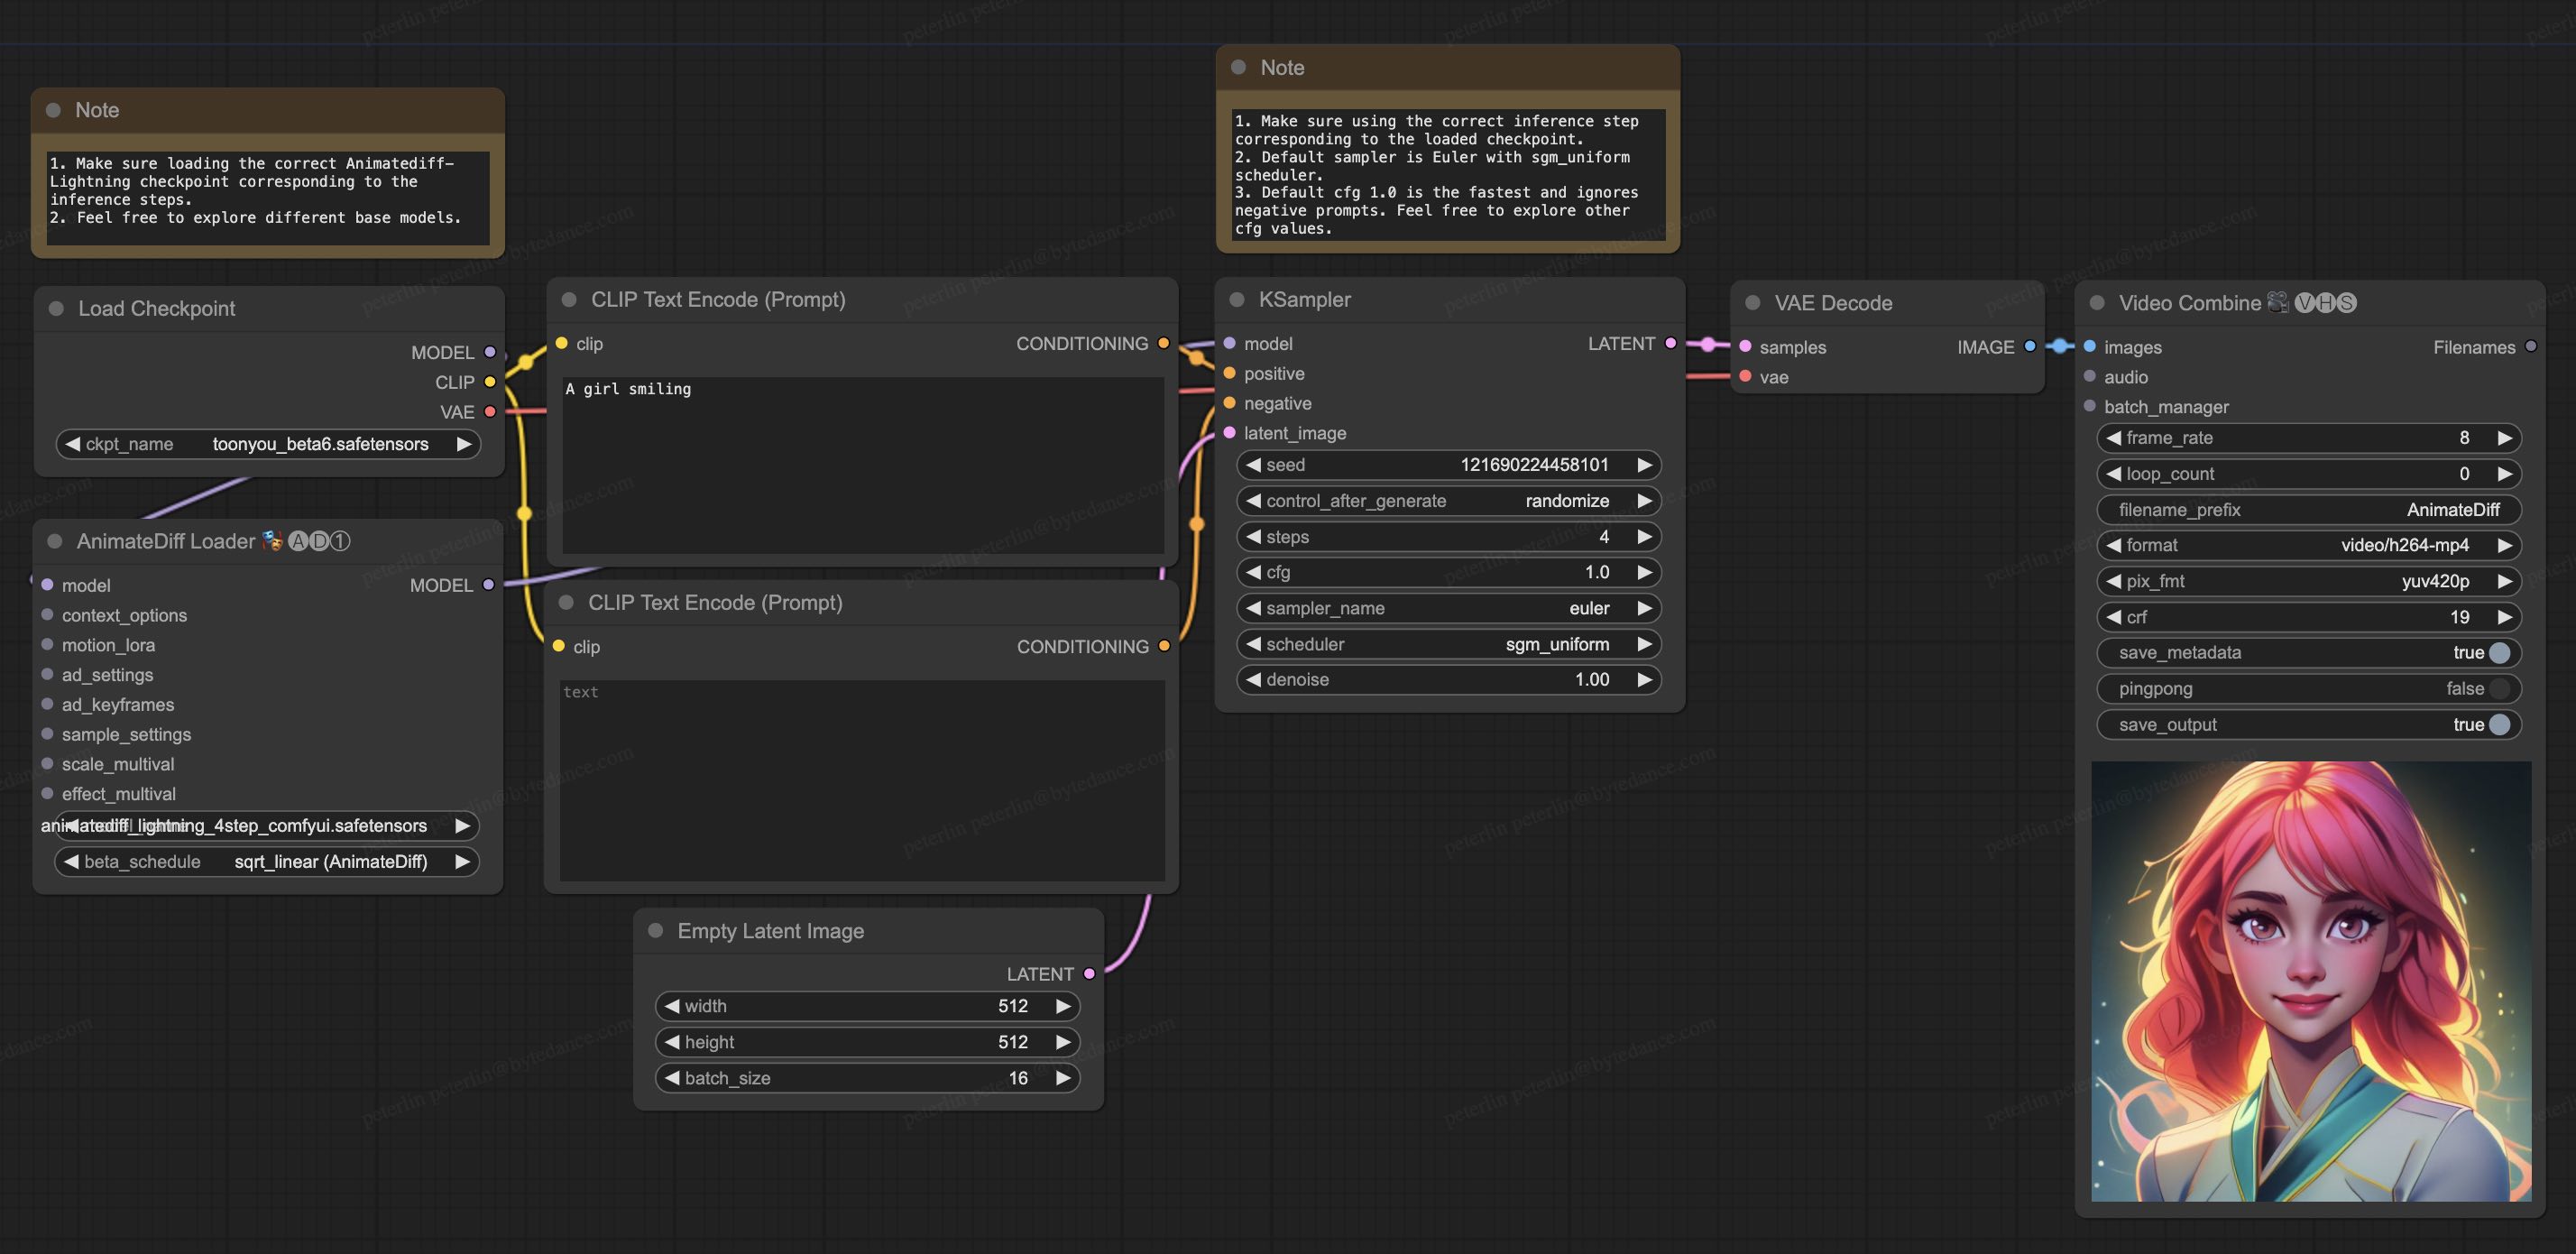 Note
1. Make sure loading the correct Animatediff-
Lightning checkpoint corresponding to the
inference steps.
2. Feel free to explore different base models.
Note
1. Make sure using the correct inference step
corresponding to the loaded checkpoint.
2. Default sampler is Euler with sgm_uniform
scheduler.
3. Default cfg 1.0 is the fastest and ignores
negative prompts. Feel free to explore other
cfg values.
Load Checkpoint
MODEL
CLIP
VAE
ckpt_name toonyou_beta6.safetensors
AnimateDiff Loader 🎭🅐🅓①
model MODEL
context_options
motion_lora
ad_settings
ad_keyframes
sample_settings
scale_multival
effect_multival
animatediff_lightning_4step_comfyui.safetensors
beta_schedule sqrt_linear (AnimateDiff)
CLIP Text Encode (Prompt)
clip CONDITIONING
A girl smiling
CLIP Text Encode (Prompt)
clip CONDITIONING
text
Empty Latent Image
LATENT
width 512
height 512
batch_size 16
KSampler
model LATENT
positive
negative
latent_image
seed 121690224458101
control_after_generate randomize
steps 4
cfg 1.0
sampler_name euler
scheduler sgm_uniform
denoise 1.00
VAE Decode
samples IMAGE
vae
Video Combine 🎥🅥🅗🅢
images Filenames
audio
batch_manager
frame_rate 8
loop_count 0
filename_prefix AnimateDiff
format video/h264-mp4
pix_fmt yuv420p
crf 19
save_metadata true
pingpong false
save_output true
peterlin peterlin@bytedance.com